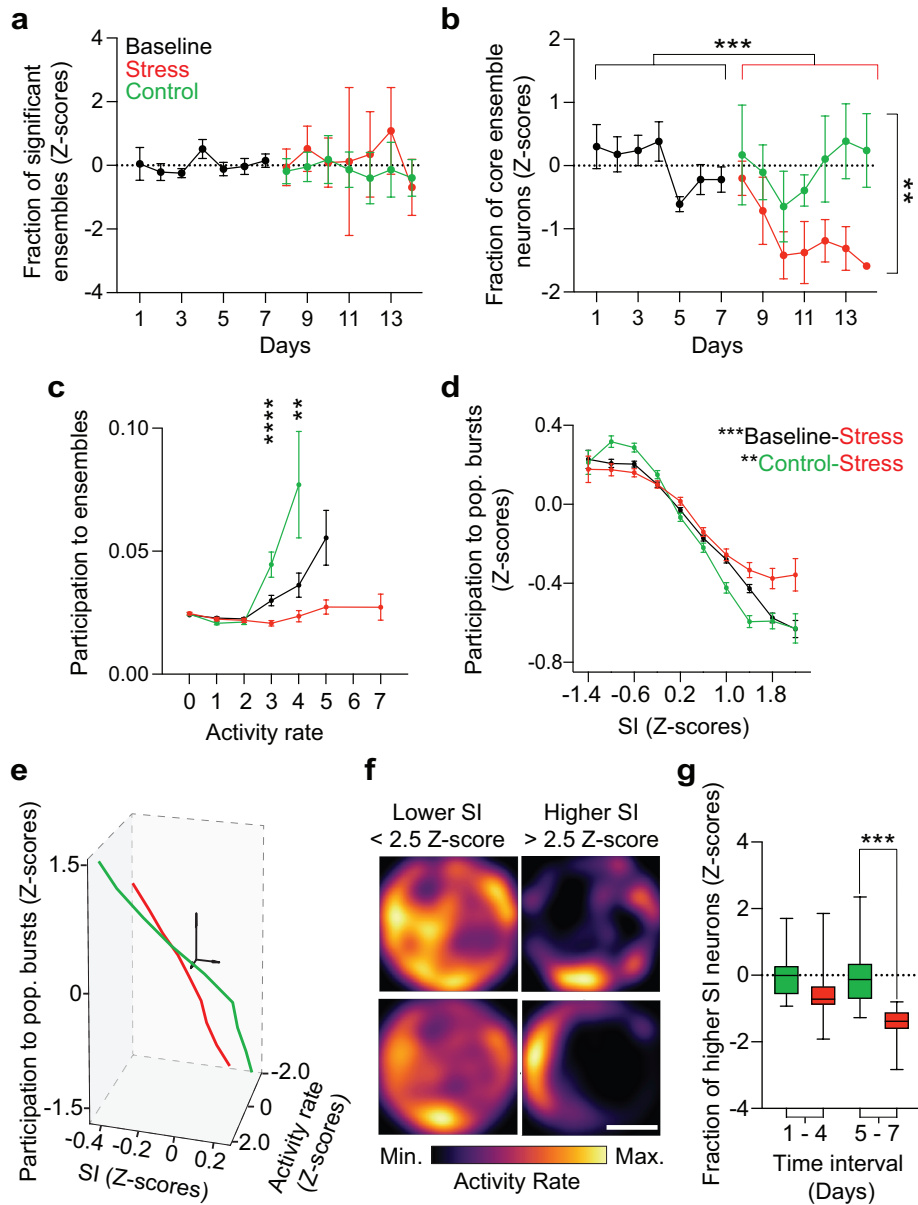 a
Fraction of significant
ensembles (Z-scores)
4
2
0
-2
-4
Baseline
Stress
Control
1 3 5 7 9 11 13
Days
b
Fraction of core ensemble
neurons (Z-scores)
2
1
0
-1
-2
***
**
1 3 5 7 9 11 13
Days
c
Participation to ensembles
0.10
0.05
0.00
****
**
0 1 2 3 4 5 6 7
Activity rate
d
Participation to pop. bursts
(Z-scores)
0.4
0.0
-0.4
-0.8
***Baseline-Stress
**Control-Stress
-1.4 -0.6 0.2 1.0 1.8
SI (Z-scores)
e
Participation to pop. bursts (Z-scores)
1.5
0
-1.5
-0.4 -0.2 0 0.2
SI (Z-scores)
-2.0
0
2.0
Activity rate
(Z-scores)
f
Lower SI
< 2.5 Z-score
Higher SI
> 2.5 Z-score
Min.
Max.
Activity Rate
g
Fraction of higher SI neurons (Z-scores)
4
2
0
-2
-4
***
1 - 4
5 - 7
Time interval
(Days)